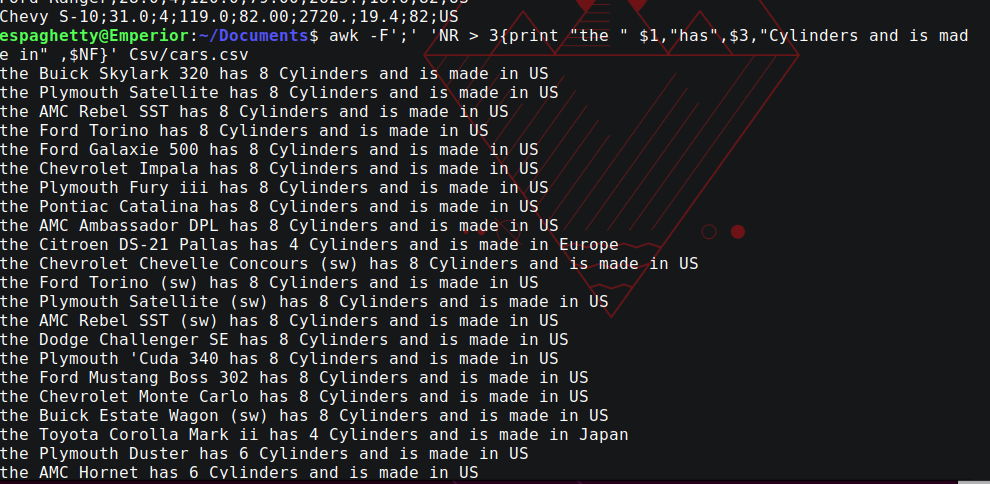 Ford Ranger;28.0;4;120.0;79.00;2625.;18.6;82;US
Chevy S-10;31.0;4;119.0;82.00;2720.;19.4;82;US
espaghetty@Emperior:~/Documents$ awk -F';' 'NR > 3{print "the " $1,"has",$3,"Cylinders and is mad
e in" ,$NF}' Csv/cars.csv
the Buick Skylark 320 has 8 Cylinders and is made in US
the Plymouth Satellite has 8 Cylinders and is made in US
the AMC Rebel SST has 8 Cylinders and is made in US
the Ford Torino has 8 Cylinders and is made in US
the Ford Galaxie 500 has 8 Cylinders and is made in US
the Chevrolet Impala has 8 Cylinders and is made in US
the Plymouth Fury iii has 8 Cylinders and is made in US
the Pontiac Catalina has 8 Cylinders and is made in US
the AMC Ambassador DPL has 8 Cylinders and is made in US
the Citroen DS-21 Pallas has 4 Cylinders and is made in Europe
the Chevrolet Chevelle Concours (sw) has 8 Cylinders and is made in US
the Ford Torino (sw) has 8 Cylinders and is made in US
the Plymouth Satellite (sw) has 8 Cylinders and is made in US
the AMC Rebel SST (sw) has 8 Cylinders and is made in US
the Dodge Challenger SE has 8 Cylinders and is made in US
the Plymouth 'Cuda 340 has 8 Cylinders and is made in US
the Ford Mustang Boss 302 has 8 Cylinders and is made in US
the Chevrolet Monte Carlo has 8 Cylinders and is made in US
the Buick Estate Wagon (sw) has 8 Cylinders and is made in US
the Toyota Corolla Mark ii has 4 Cylinders and is made in Japan
the Plymouth Duster has 6 Cylinders and is made in US
the AMC Hornet has 6 Cylinders and is made in US